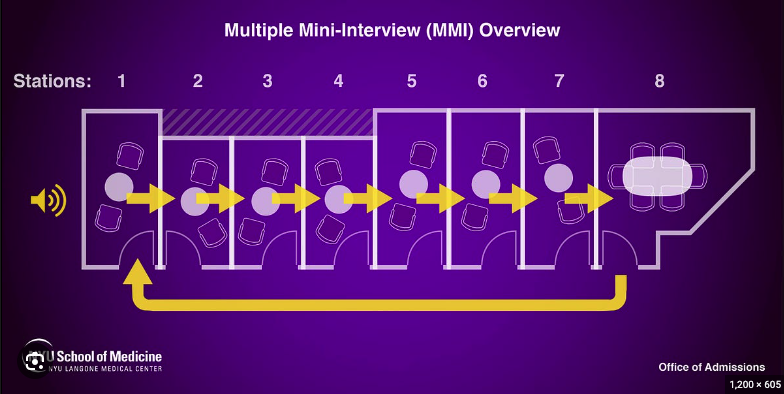 Multiple Mini-Interview (MMI) Overview
Stations: 1 2 3 4 5 6 7 8
School of Medicine
NYU LANGONE MEDICAL CENTER
Office of Admissions
1,200 × 605